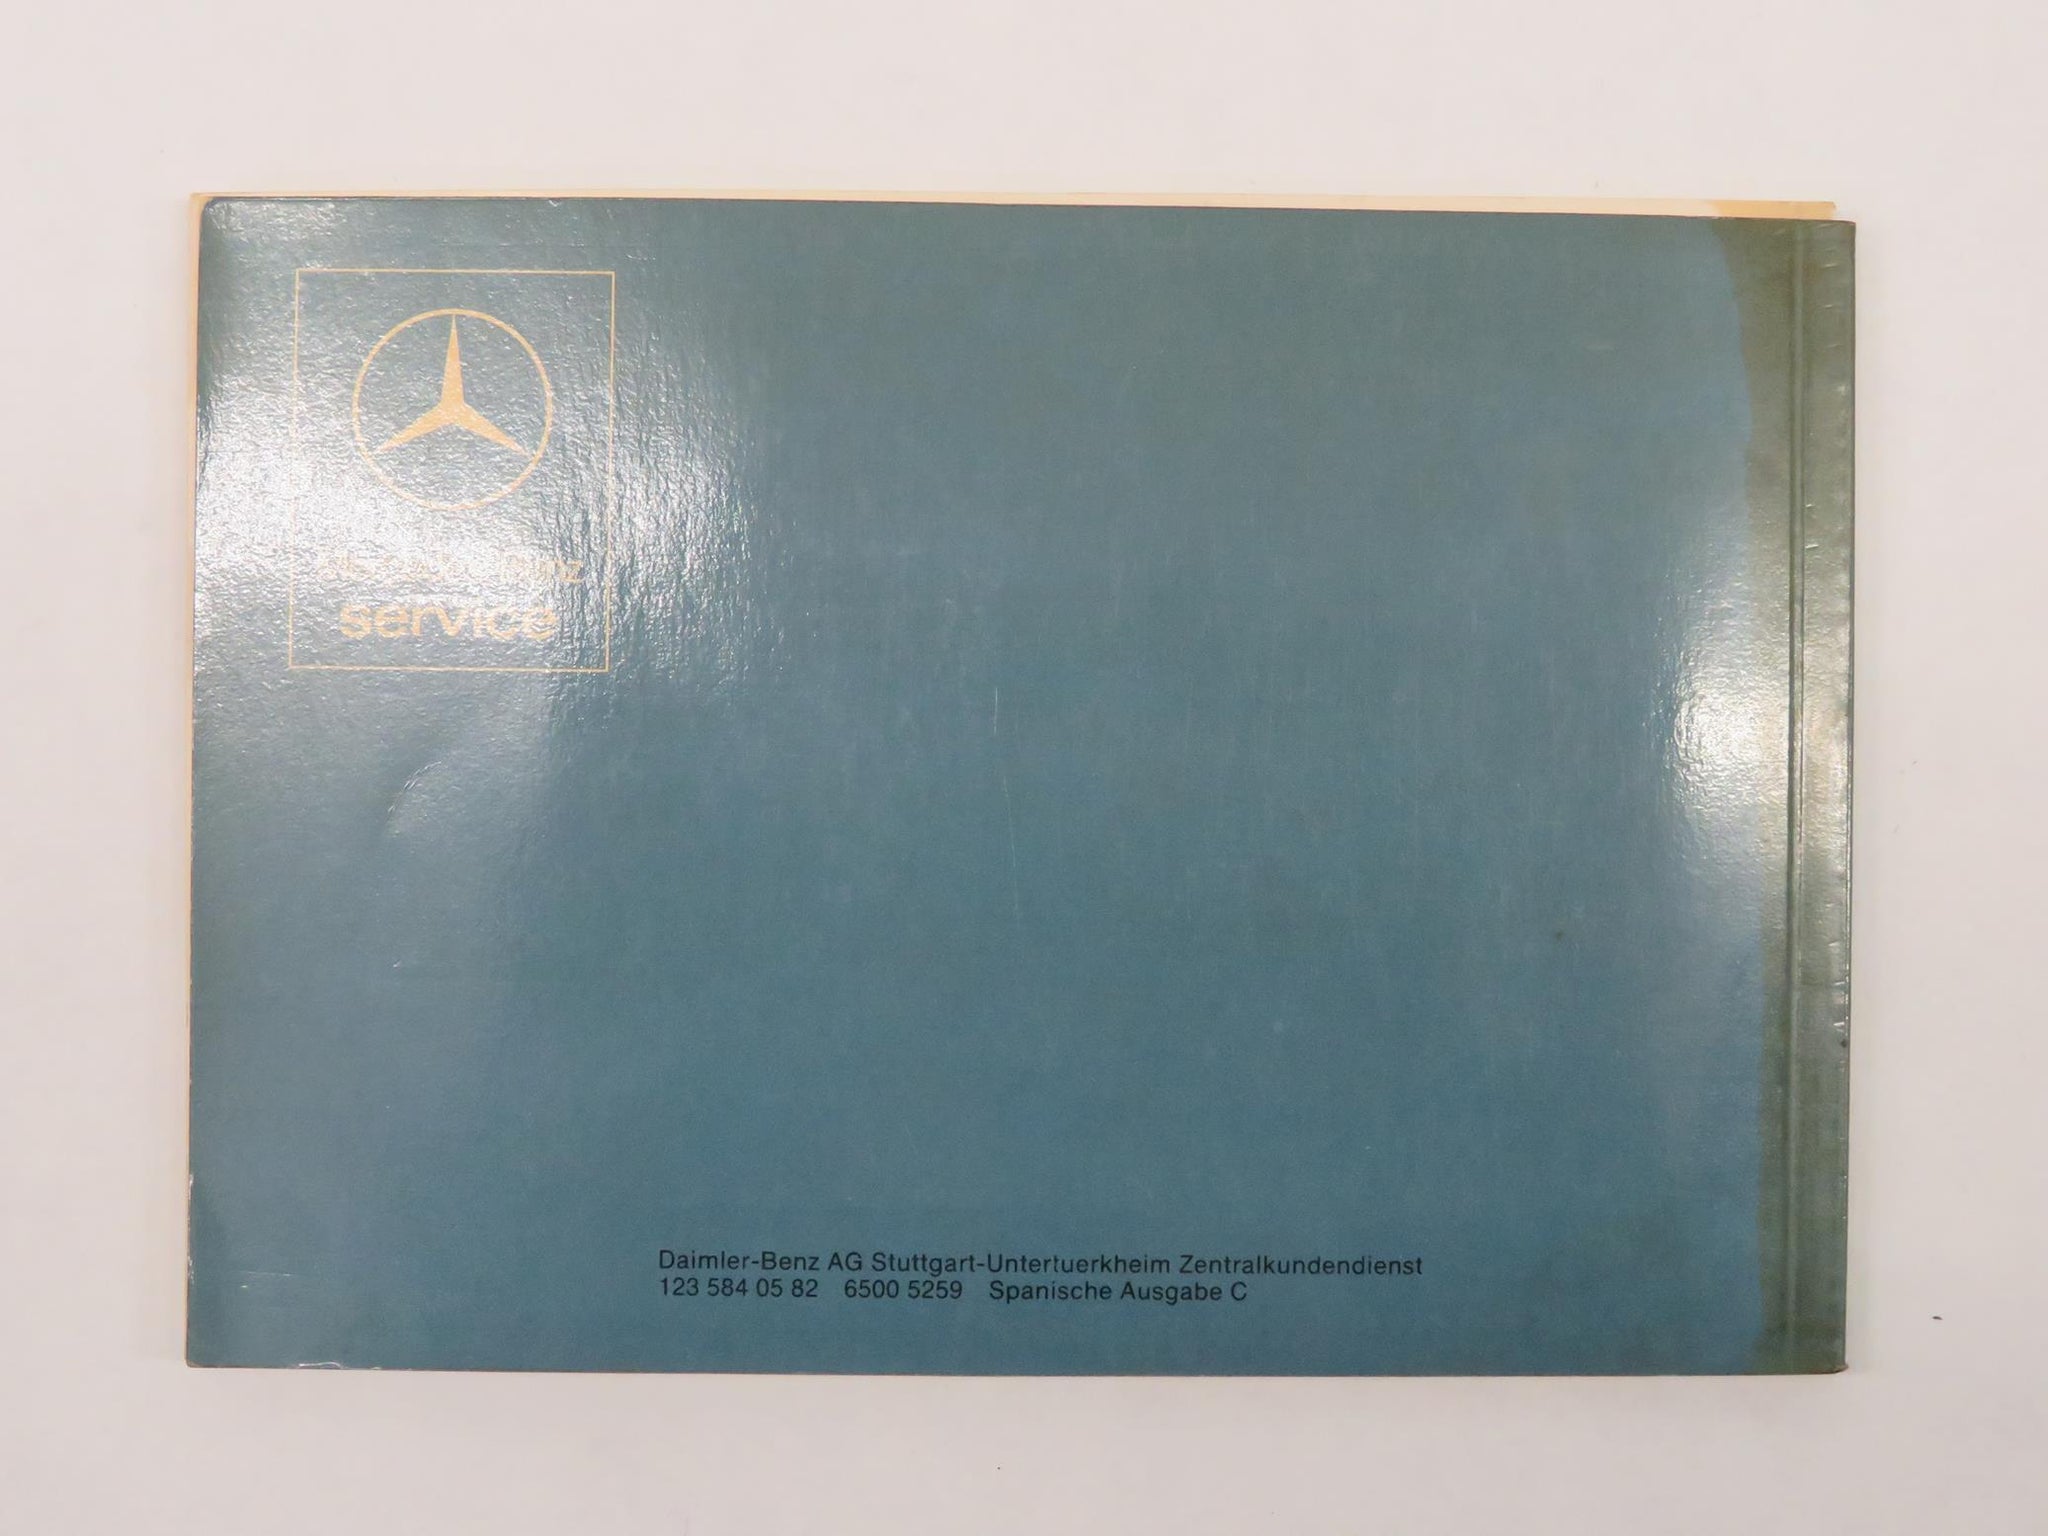 service
Daimler-Benz AG Stuttgart-Untertuerkheim Zentralkundendienst
123 584 05 82 6500 5259 Spanische Ausgabe C